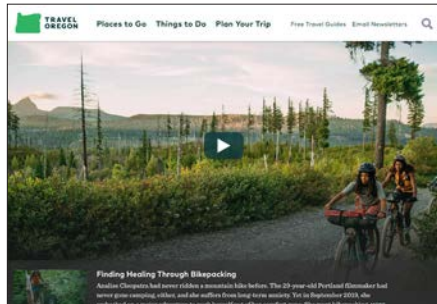 TRAVEL
OREGON
Places to Go Things to Do Plan Your Trip
Free Travel Guides Email Newsletters
Finding Healing Through Bikepacking
Analise Cleopatra had never ridden a mountain bike before. The 29-year-old Portland filmmaker had
never gone camping, either, and she suffers from long-term anxiety. Yet in September 2019, she